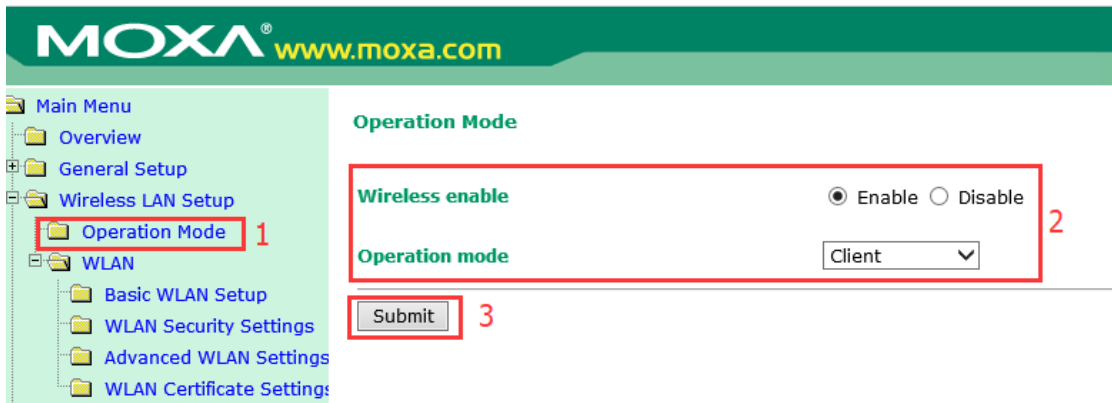 MOXA® www.moxa.com
Main Menu
Overview
General Setup
Wireless LAN Setup
Operation Mode 1
WLAN
Basic WLAN Setup
WLAN Security Settings
Advanced WLAN Settings
WLAN Certificate Settings
Operation Mode
Wireless enable Enable Disable
2
Operation mode Client
Submit 3